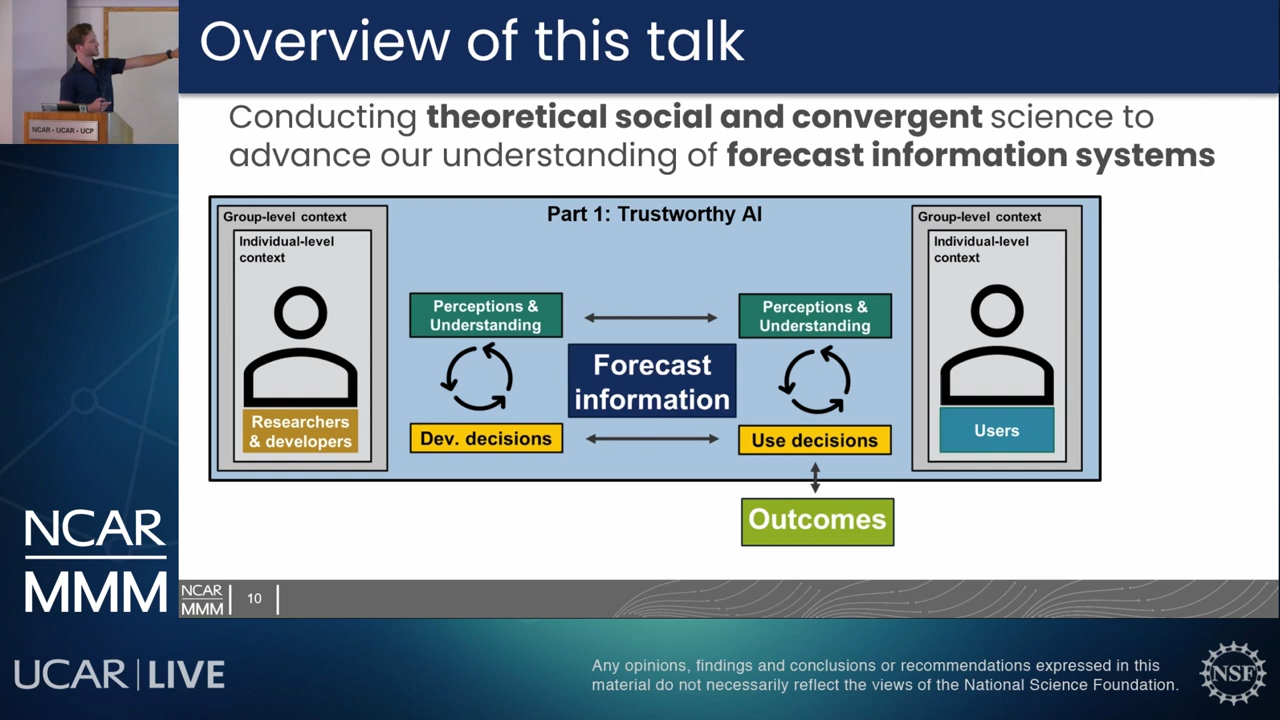 Overview of this talk
NCAR • UCAR • UCP
Conducting theoretical social and convergent science to
advance our understanding of forecast information systems
Part 1: Trustworthy AI
Group-level context
Individual-level
context
Researchers
& developers
Perceptions &
Understanding
Dev. decisions
Forecast
information
Perceptions &
Understanding
Use decisions
Group-level context
Individual-level
context
Users
Outcomes
NCAR
MMM
NCAR
MMM
10
UCAR | LIVE
Any opinions, findings and conclusions or recommendations expressed in this
material do not necessarily reflect the views of the National Science Foundation.
NSF